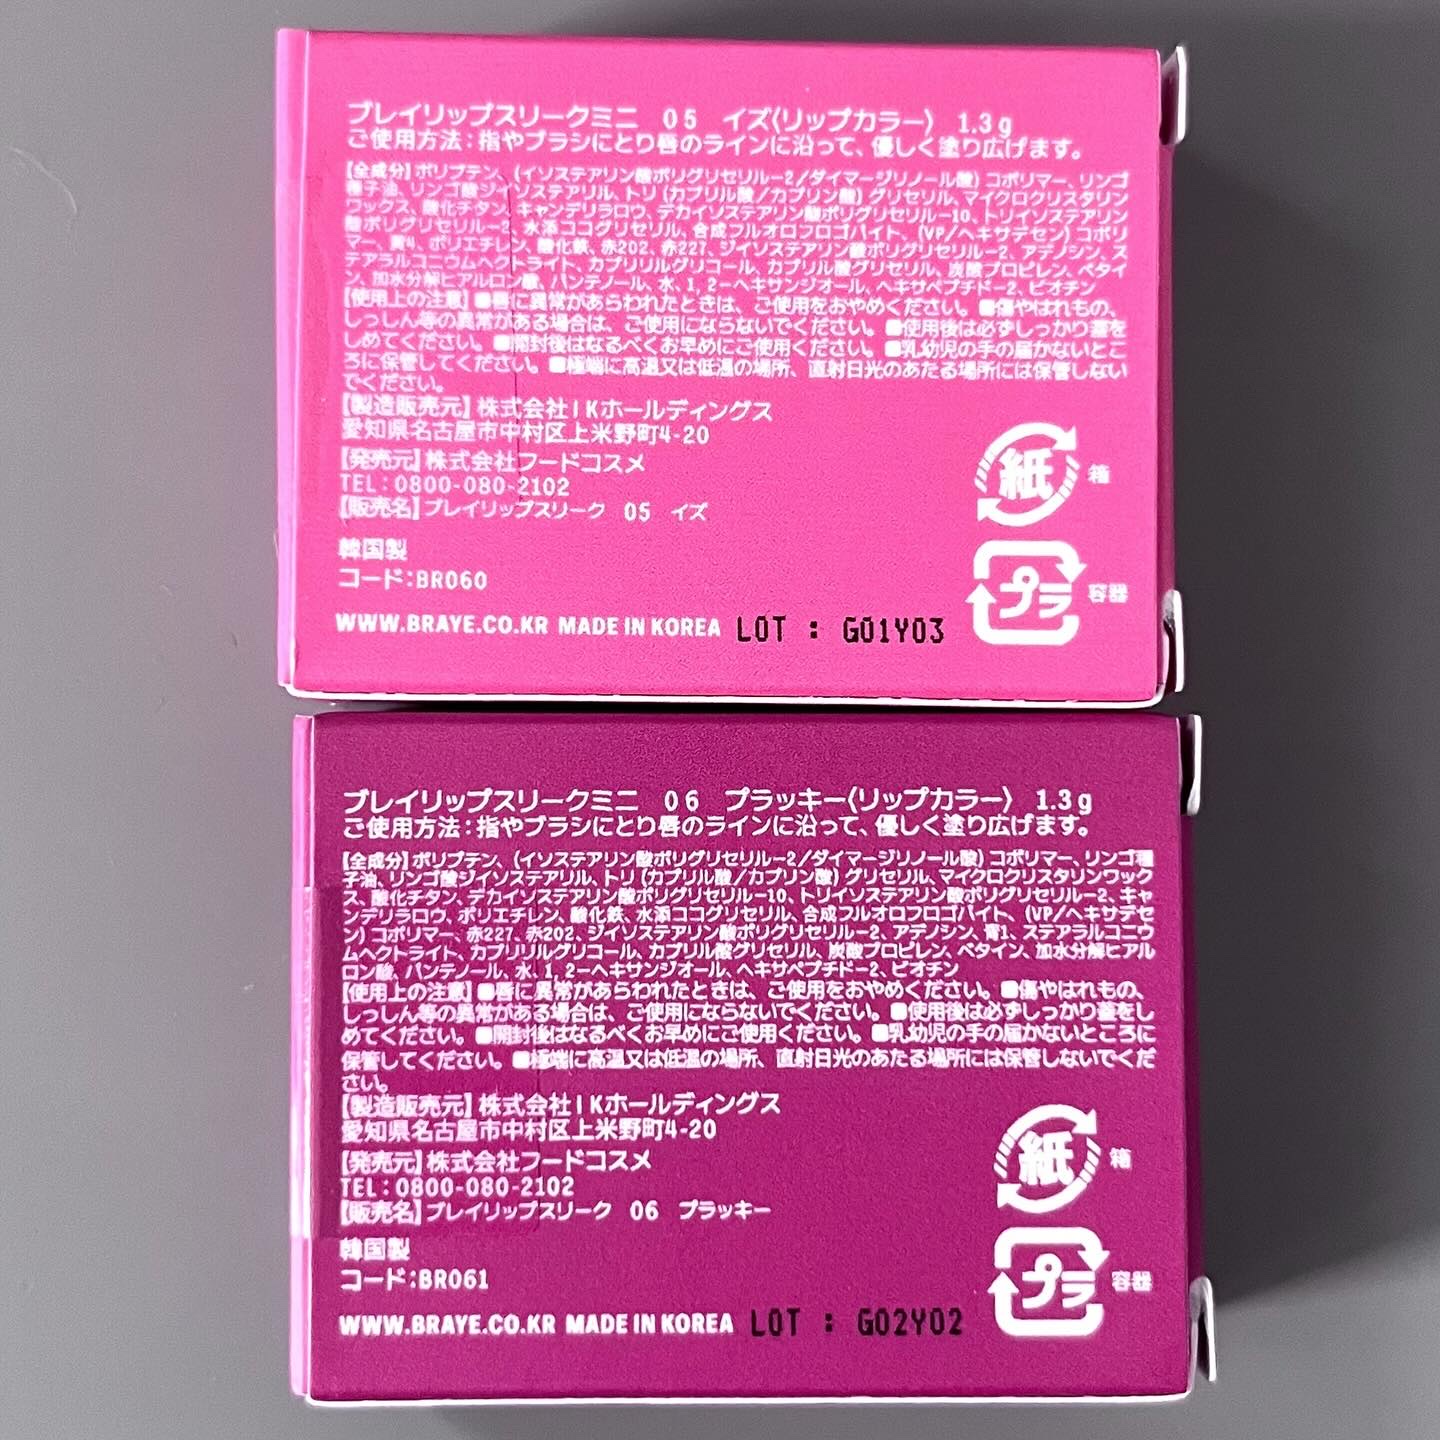 ブレイリップスリークミニ　05　イズ〈リップカラー〉　1.3g
ご使用方法：指やブラシにとり唇のラインに沿って、優しく塗り広げます。
【全成分】ポリブテン、(イソステアリン酸ポリグリセリル-2/ダイマージリノール酸)コポリマー、リンゴ
種子油、リンゴ酸ジイソステアリル、トリ(カプリル酸/カプリン酸)グリセリル、マイクロクリスタリン
ワックス、酸化チタン、キャンデリラロウ、デカイソステアリン酸ポリグリセリル-10、トリイソステアリン
酸ポリグリセリル-2、水添ココグリセリル、合成フルオロフロゴパイト、(VP/ヘキサデセン)コポリ
マー、青4、ポリエチレン、酸化鉄、赤202、赤227、ジイソステアリン酸ポリグリセリル-2、アデノシン、ス
テアラルコニウムヘクトライト、カプリリルグリコール、カプリル酸グリセリル、炭酸プロピレン、ベタイ
ン、加水分解ヒアルロン酸、パンテノール、水、1,2-ヘキサンジオール、ヘキサペプチド-2、ビオチン
【使用上の注意】■唇に異常があらわれたときは、ご使用をおやめください。■傷やはれもの、
しっしん等の異常がある場合は、ご使用にならないでください。■使用後は必ずしっかり蓋を
しめてください。■開封後はなるべくお早めにご使用ください。■乳幼児の手の届かないとこ
ろに保管してください。■極端に高温又は低温の場所、直射日光のあたる場所には保管しない
でください。
【製造販売元】株式会社IKホールディングス
愛知県名古屋市中村区上米野町4-20
【発売元】株式会社フードコスメ
TEL：0800-080-2102
【販売名】ブレイリップスリーク　05　イズ
韓国製
コード：BR060
WWW.BRAYE.CO.KR MADE IN KOREA LOT : G01Y03
紙 箱
プラ 容器
ブレイリップスリークミニ　06　プラッキー〈リップカラー〉　1.3g
ご使用方法：指やブラシにとり唇のラインに沿って、優しく塗り広げます。
【全成分】ポリブテン、(イソステアリン酸ポリグリセリル-2/ダイマージリノール酸)コポリマー、リンゴ種
子油、リンゴ酸ジイソステアリル、トリ(カプリル酸/カプリン酸)グリセリル、マイクロクリスタリンワック
ス、酸化チタン、デカイソステアリン酸ポリグリセリル-10、トリイソステアリン酸ポリグリセリル-2、キャ
ンデリラロウ、ポリエチレン、酸化鉄、水添ココグリセリル、合成フルオロフロゴパイト、(VP/ヘキサデセ
ン)コポリマー、赤227、赤202、ジイソステアリン酸ポリグリセリル-2、アデノシン、青1、ステアラルコニウ
ムヘクトライト、カプリリルグリコール、カプリル酸グリセリル、炭酸プロピレン、ベタイン、加水分解ヒアル
ロン酸、パンテノール、水、1,2-ヘキサンジオール、ヘキサペプチド-2、ビオチン
【使用上の注意】■唇に異常があらわれたときは、ご使用をおやめください。■傷やはれもの、
しっしん等の異常がある場合は、ご使用にならないでください。■使用後は必ずしっかり蓋をし
めてください。■開封後はなるべくお早めにご使用ください。■乳幼児の手の届かないところに
保管してください。■極端に高温又は低温の場所、直射日光のあたる場所には保管しないでくだ
さい。
【製造販売元】株式会社IKホールディングス
愛知県名古屋市中村区上米野町4-20
【発売元】株式会社フードコスメ
TEL：0800-080-2102
【販売名】ブレイリップスリーク　06　プラッキー
韓国製
コード：BR061
WWW.BRAYE.CO.KR MADE IN KOREA LOT : G02Y02
紙 箱
プラ 容器